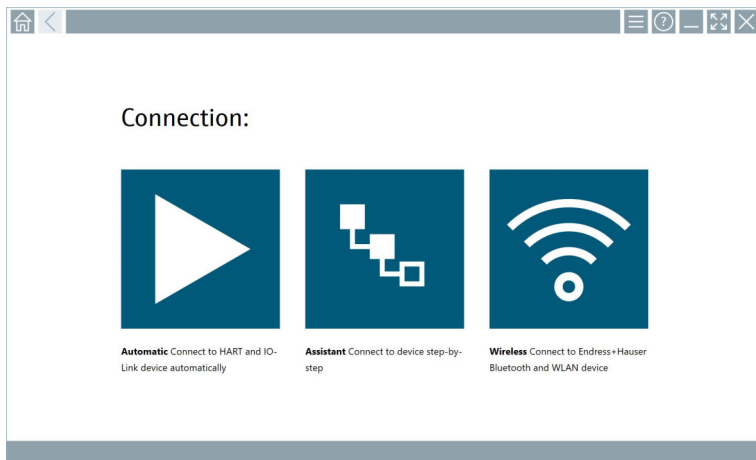 Connection:
Automatic Connect to HART and IO-
Link device automatically
Assistant Connect to device step-by-
step
Wireless Connect to Endress+Hauser
Bluetooth and WLAN device